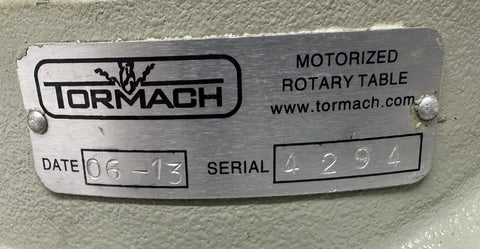 TORMACH
MOTORIZED
ROTARY TABLE
www.tormach.com
DATE 06-13 SERIAL 4294